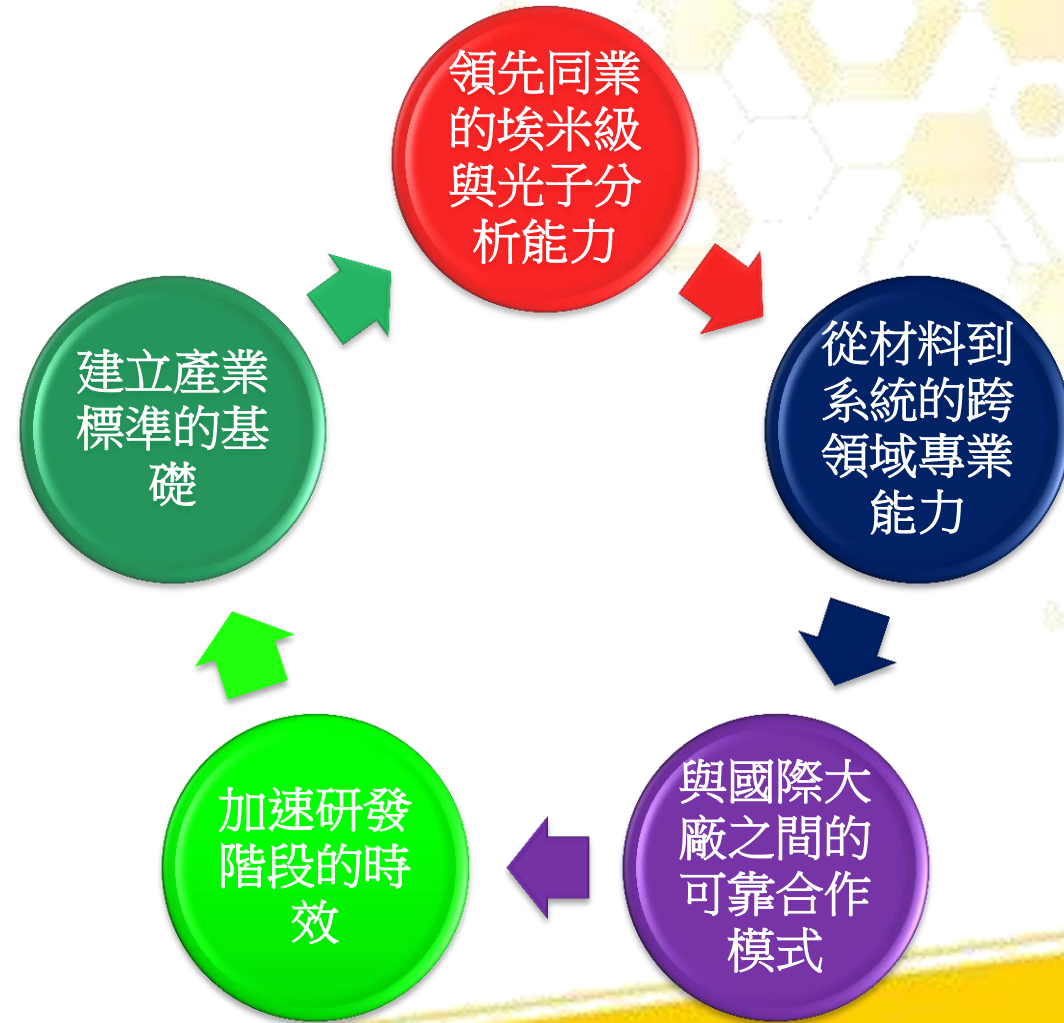 領先同業
的埃米級
與光子分
析能力
從材料到
系統的跨
領域專業
能力
與國際大
廠之間的
可靠合作
模式
加速研發
階段的時
效
建立產業
標準的基
礎